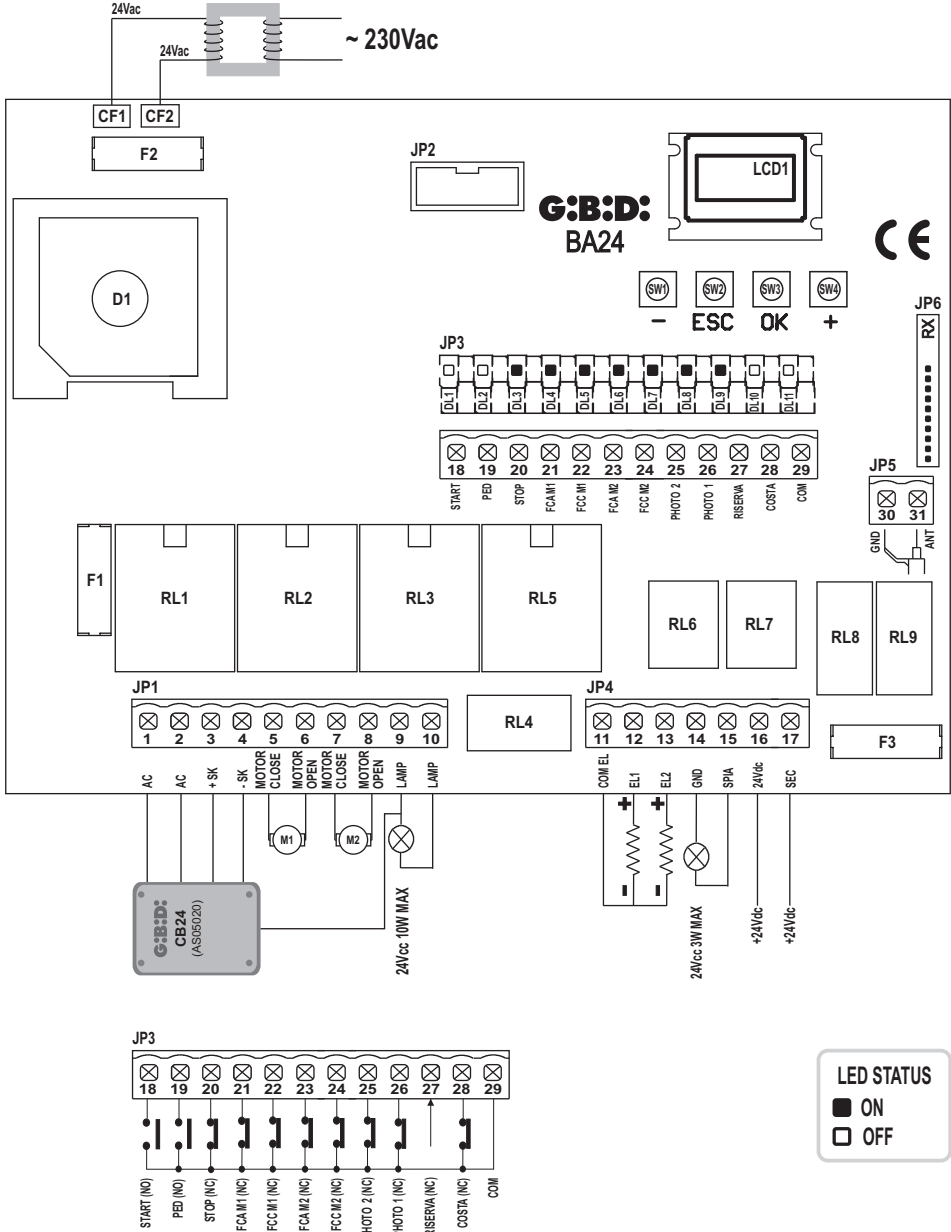 24Vac
24Vac
~ 230Vac
CF1 CF2
F2
JP2
LCD1
G:B:D:
BA24
CE
D1
SW1 SW2 SW3 SW4
- ESC OK +
JP6
RX
JP3
DL1 DL2 DL3 DL4 DL5 DL6 DL7 DL8 DL9 DL10 DL11
18 19 20 21 22 23 24 25 26 27 28 29
START PED STOP FCA M1 FCC M1 FCA M2 FCC M2 PHOTO 2 PHOTO 1 RISERVA COSTA COM
JP5
30 31
GND ANT
F1
RL1 RL2 RL3 RL5
RL6 RL7
RL8 RL9
JP1
1 2 3 4 5 6 7 8 9 10
AC AC + SK - SK MOTOR CLOSE MOTOR OPEN MOTOR CLOSE MOTOR OPEN LAMP LAMP
RL4
JP4
11 12 13 14 15 16 17
COM EL EL1 EL2 GND SPIA 24Vdc SEC
F3
M1 M2
+ +
- -
G:B:D:
CB24
(AS05020)
24Vcc 10W MAX
24Vcc 3W MAX
+24Vdc
+24Vdc
JP3
18 19 20 21 22 23 24 25 26 27 28 29
START (NO) PED (NO) STOP (NC) FCA M1 (NC) FCC M1 (NC) FCA M2 (NC) FCC M2 (NC) HOTO 2 (NC) HOTO 1 (NC) RISERVA (NC) COSTA (NC) COM
LED STATUS
ON
OFF